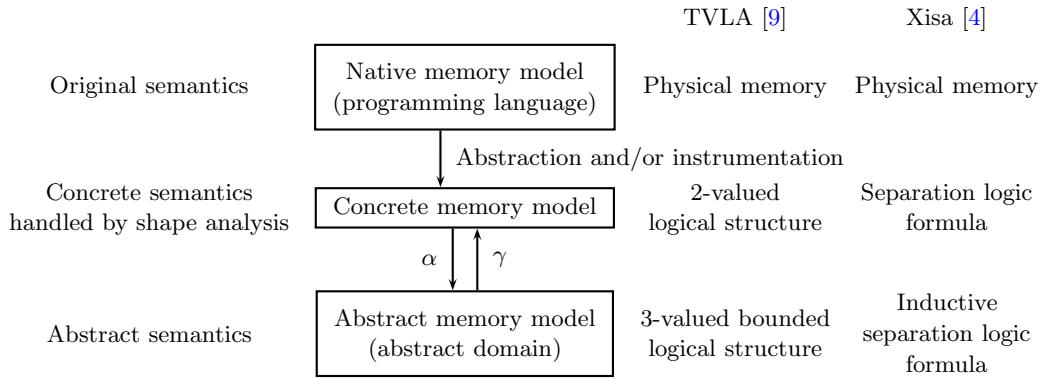 TVLA [9] Xisa [4]
Original semantics
Native memory model
(programming language)
Physical memory Physical memory
Abstraction and/or instrumentation
Concrete semantics
handled by shape analysis
Concrete memory model
2-valued
logical structure
Separation logic
formula
α γ
Abstract semantics
Abstract memory model
(abstract domain)
3-valued bounded
logical structure
Inductive
separation logic
formula